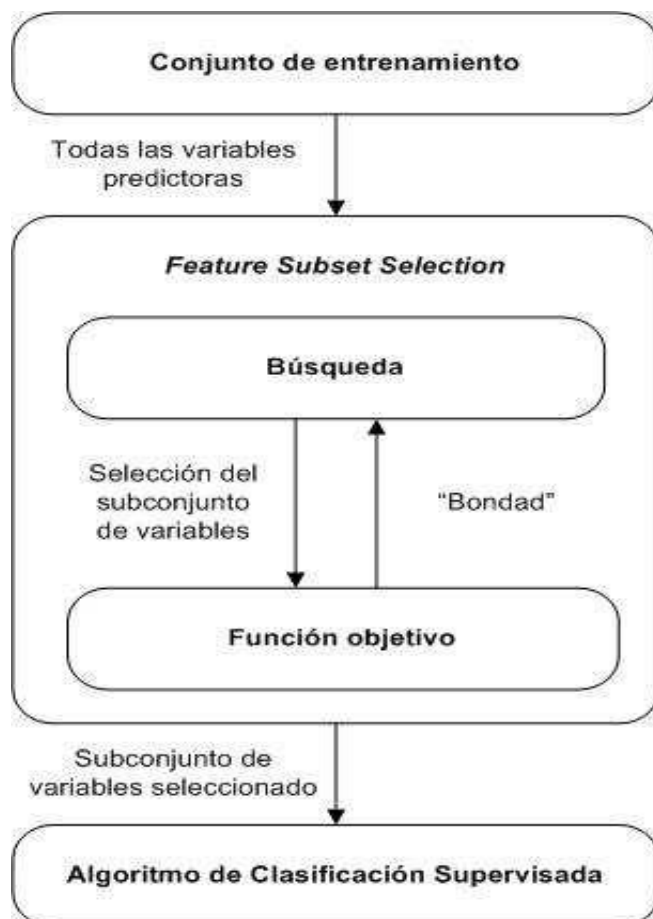 Conjunto de entrenamiento
Todas las variables
predictoras
Feature Subset Selection
Búsqueda
Selección del
subconjunto
de variables
“Bondad”
Función objetivo
Subconjunto de
variables seleccionado
Algoritmo de Clasificación Supervisada